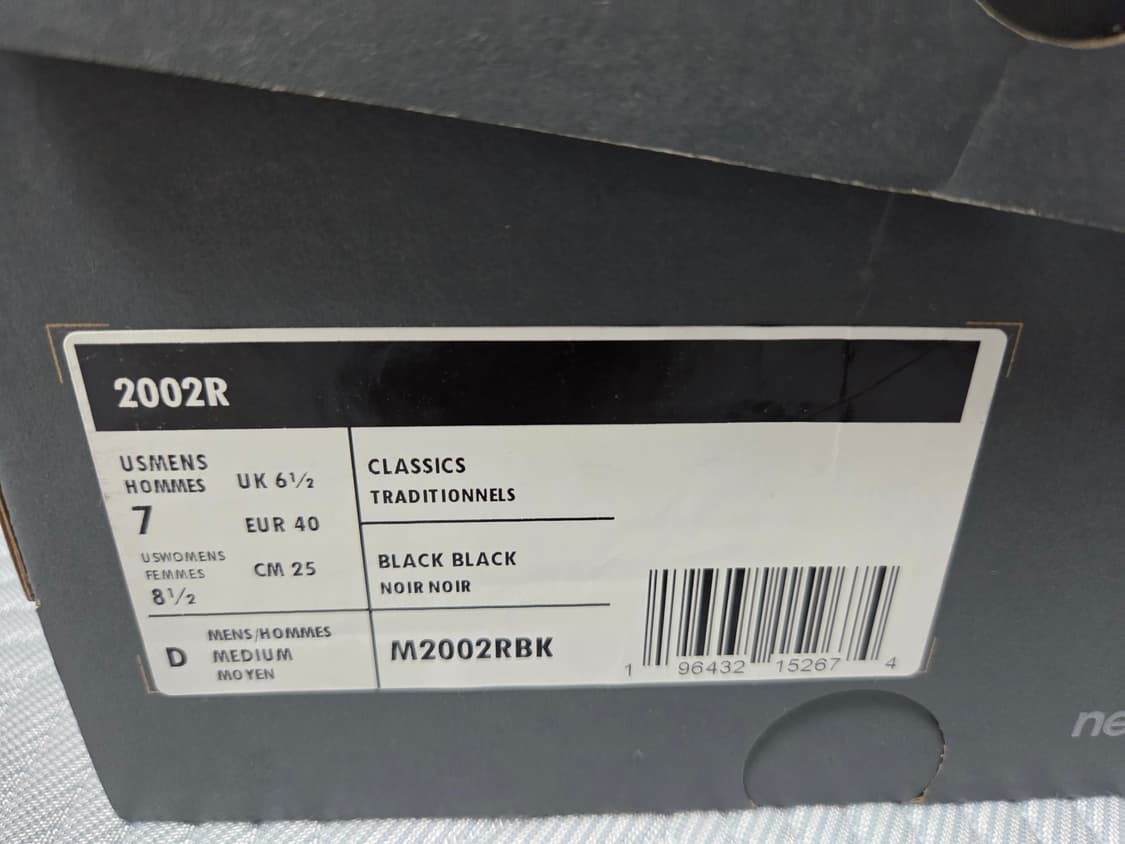 2002R
USMENS
HOMMES
7
USWOMENS
FEMMES
8½
UK 6½
EUR 40
CM 25
CLASSICS
TRADITIONNELS
BLACK BLACK
NOIR NOIR
D
MENS/HOMMES
MEDIUM
MOYEN
M2002RBK
1 96432 15267 4
ne